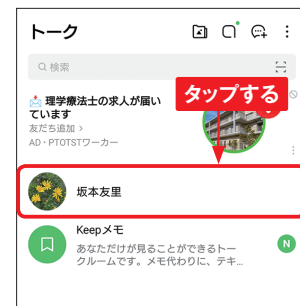 トーク
検索
タップする
理学療法士の求人が届い
ています
友だち追加 >
AD・PTOTSTワーカー
坂本友里
Keepメモ
あなただけが見ることができるトー
クルームです。メモ代わりに、テキ...
N